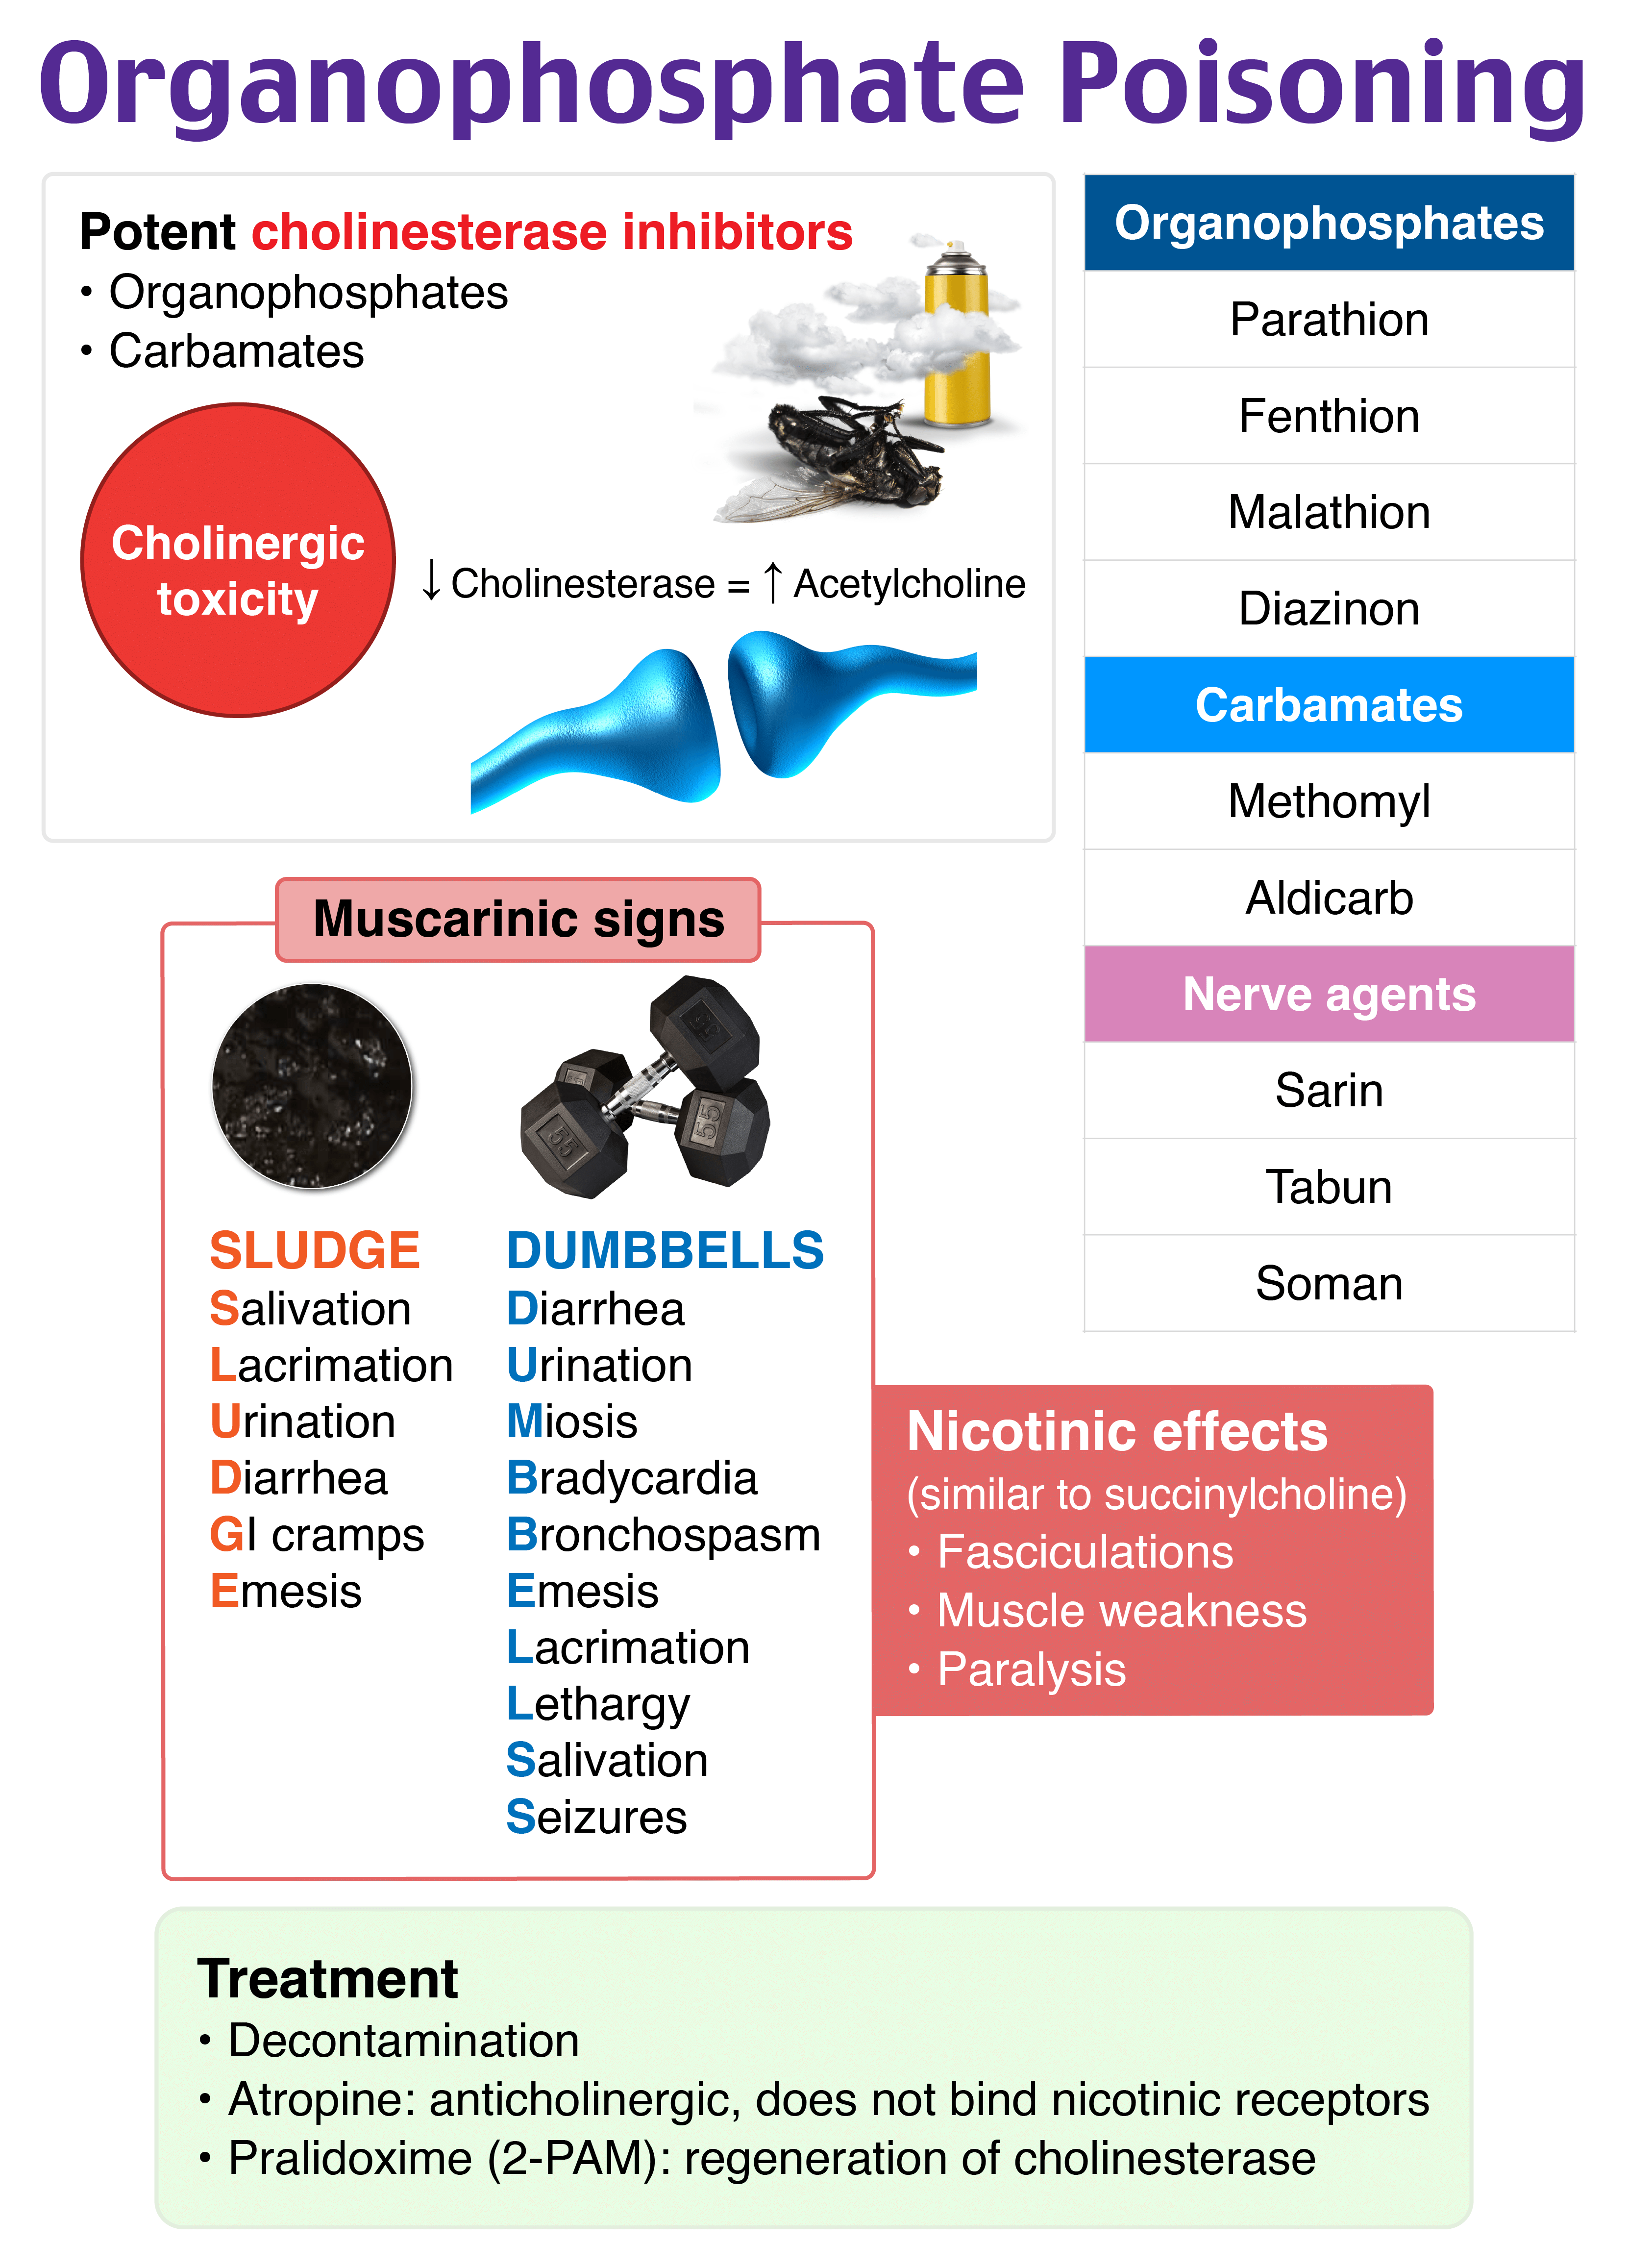 Organophosphate Poisoning
Potent cholinesterase inhibitors
• Organophosphates
• Carbamates
Cholinergic
toxicity
↓ Cholinesterase = ↑ Acetylcholine
Organophosphates
Parathion
Fenthion
Malathion
Diazinon
Carbamates
Methomyl
Aldicarb
Nerve agents
Sarin
Tabun
Soman
Muscarinic signs
55
55
SLUDGE
Salivation
Lacrimation
Urination
Diarrhea
GI cramps
Emesis
DUMBBELLS
Diarrhea
Urination
Miosis
Bradycardia
Bronchospasm
Emesis
Lacrimation
Lethargy
Salivation
Seizures
Nicotinic effects
(similar to succinylcholine)
• Fasciculations
• Muscle weakness
• Paralysis
Treatment
• Decontamination
• Atropine: anticholinergic, does not bind nicotinic receptors
• Pralidoxime (2-PAM): regeneration of cholinesterase